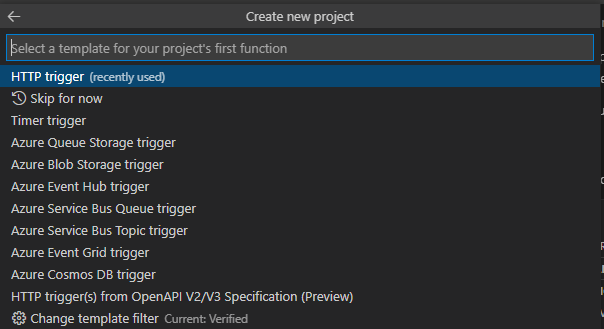 Create new project
Select a template for your project's first function
HTTP trigger (recently used)
Skip for now
Timer trigger
Azure Queue Storage trigger
Azure Blob Storage trigger
Azure Event Hub trigger
Azure Service Bus Queue trigger
Azure Service Bus Topic trigger
Azure Event Grid trigger
Azure Cosmos DB trigger
HTTP trigger(s) from OpenAPI V2/V3 Specification (Preview)
Change template filter Current: Verified